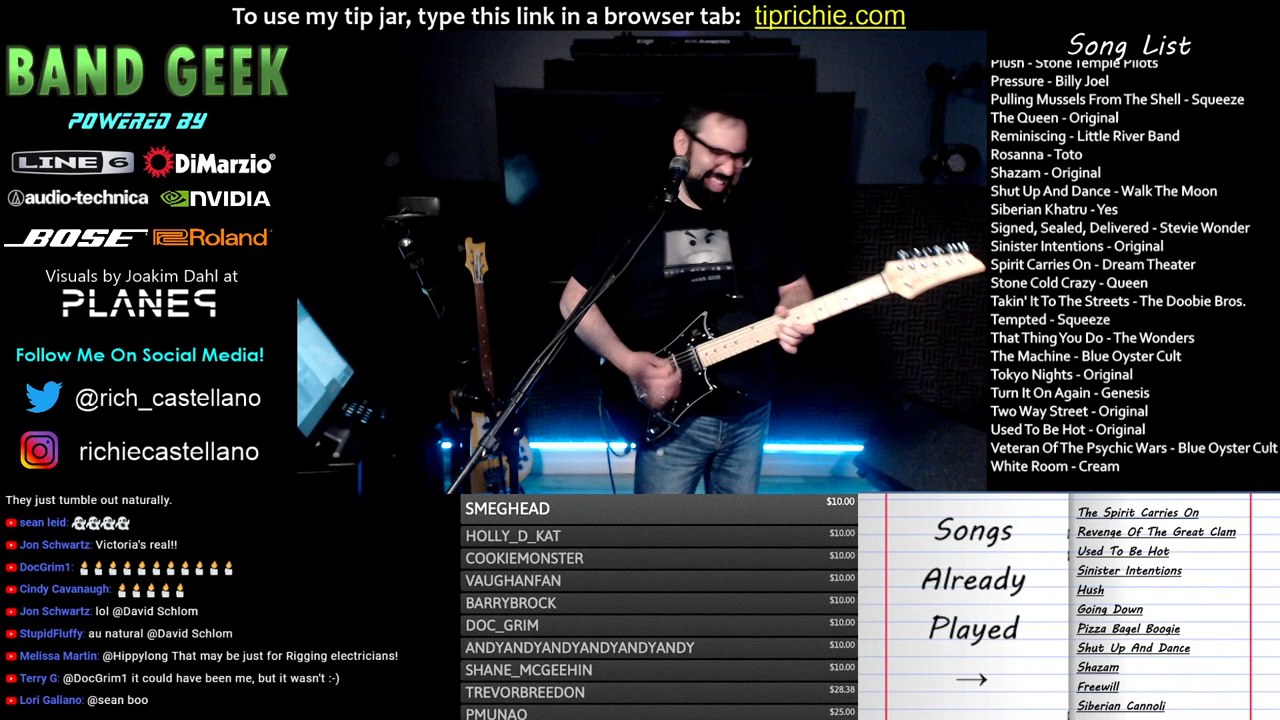 To use my tip jar, type this link in a browser tab: tiprichie.com
BAND GEEK
POWERED BY
LINE 6
DiMarzio®
audio-technica
NVIDIA
BOSE
Roland
Visuals by Joakim Dahl at
PLANE9
Follow Me On Social Media!
@rich_castellano
richiecastellano
Song List
Plush - Stone Temple Pilots
Pressure - Billy Joel
Pulling Mussels From The Shell - Squeeze
The Queen - Original
Reminiscing - Little River Band
Rosanna - Toto
Shazam - Original
Shut Up And Dance - Walk The Moon
Siberian Khatru - Yes
Signed, Sealed, Delivered - Stevie Wonder
Sinister Intentions - Original
Spirit Carries On - Dream Theater
Stone Cold Crazy - Queen
Takin' It To The Streets - The Doobie Bros.
Tempted - Squeeze
That Thing You Do - The Wonders
The Machine - Blue Oyster Cult
Tokyo Nights - Original
Turn It On Again - Genesis
Two Way Street - Original
Used To Be Hot - Original
Veteran Of The Psychic Wars - Blue Oyster Cult
White Room - Cream
They just tumble out naturally.
sean leid:
Jon Schwartz: Victoria's real!!
DocGrim1:
Cindy Cavanaugh:
Jon Schwartz: lol @David Schlom
StupidFluffy: au natural @David Schlom
Melissa Martin: @Hippylong That may be just for Rigging electricians!
Terry G: @DocGrim1 it could have been me, but it wasn't :-)
Lori Galiano: @sean boo
SMEGHEAD $10.00
HOLLY_D_KAT $10.00
COOKIEMONSTER $10.00
VAUGHANFAN $10.00
BARRYBROCK $10.00
DOC_GRIM $10.00
ANDYANDYANDYANDYANDYANDY $10.00
SHANE_MCGEEHIN $10.00
TREVORBREEDON $28.38
PMUNAO $25.00
Songs
Already
Played
→
The Spirit Carries On
Revenge Of The Great Clam
Used To Be Hot
Sinister Intentions
Hush
Going Down
Pizza Bagel Boogie
Shut Up And Dance
Shazam
Freewill
Siberian Cannoli